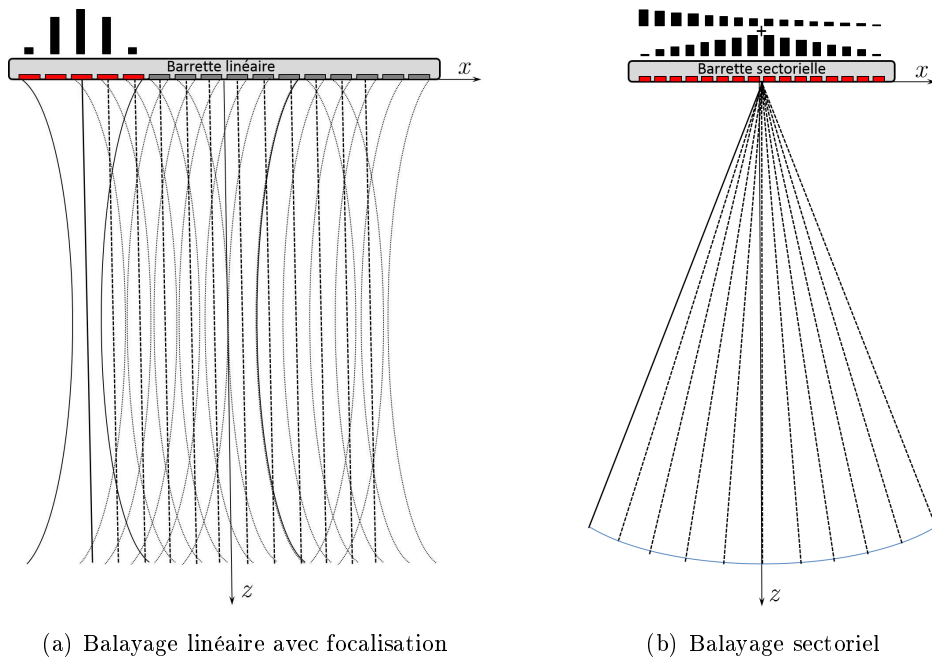 Barrette linéaire
x
z
(a) Balayage linéaire avec focalisation
+
Barrette sectorielle
x
z
(b) Balayage sectoriel